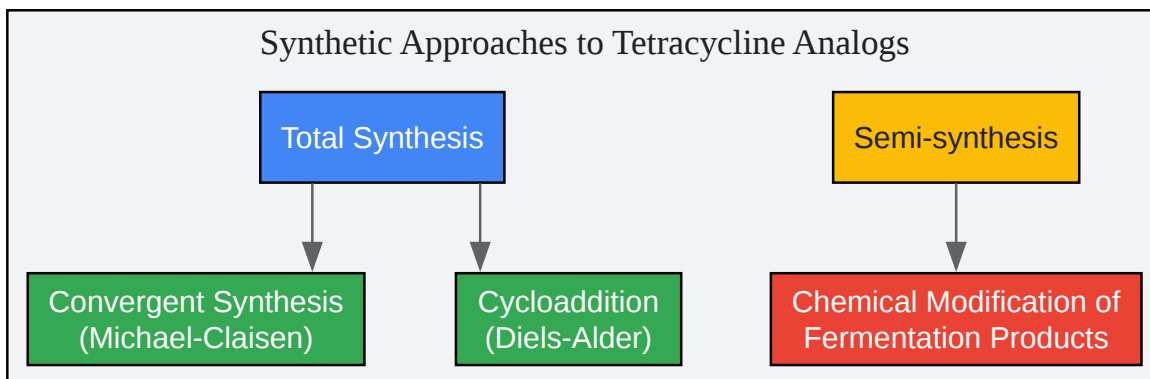 Synthetic Approaches to Tetracycline Analogs
Total Synthesis
Semi-synthesis
Convergent Synthesis
(Michael-Claisen)
Cycloaddition
(Diels-Alder)
Chemical Modification of
Fermentation Products